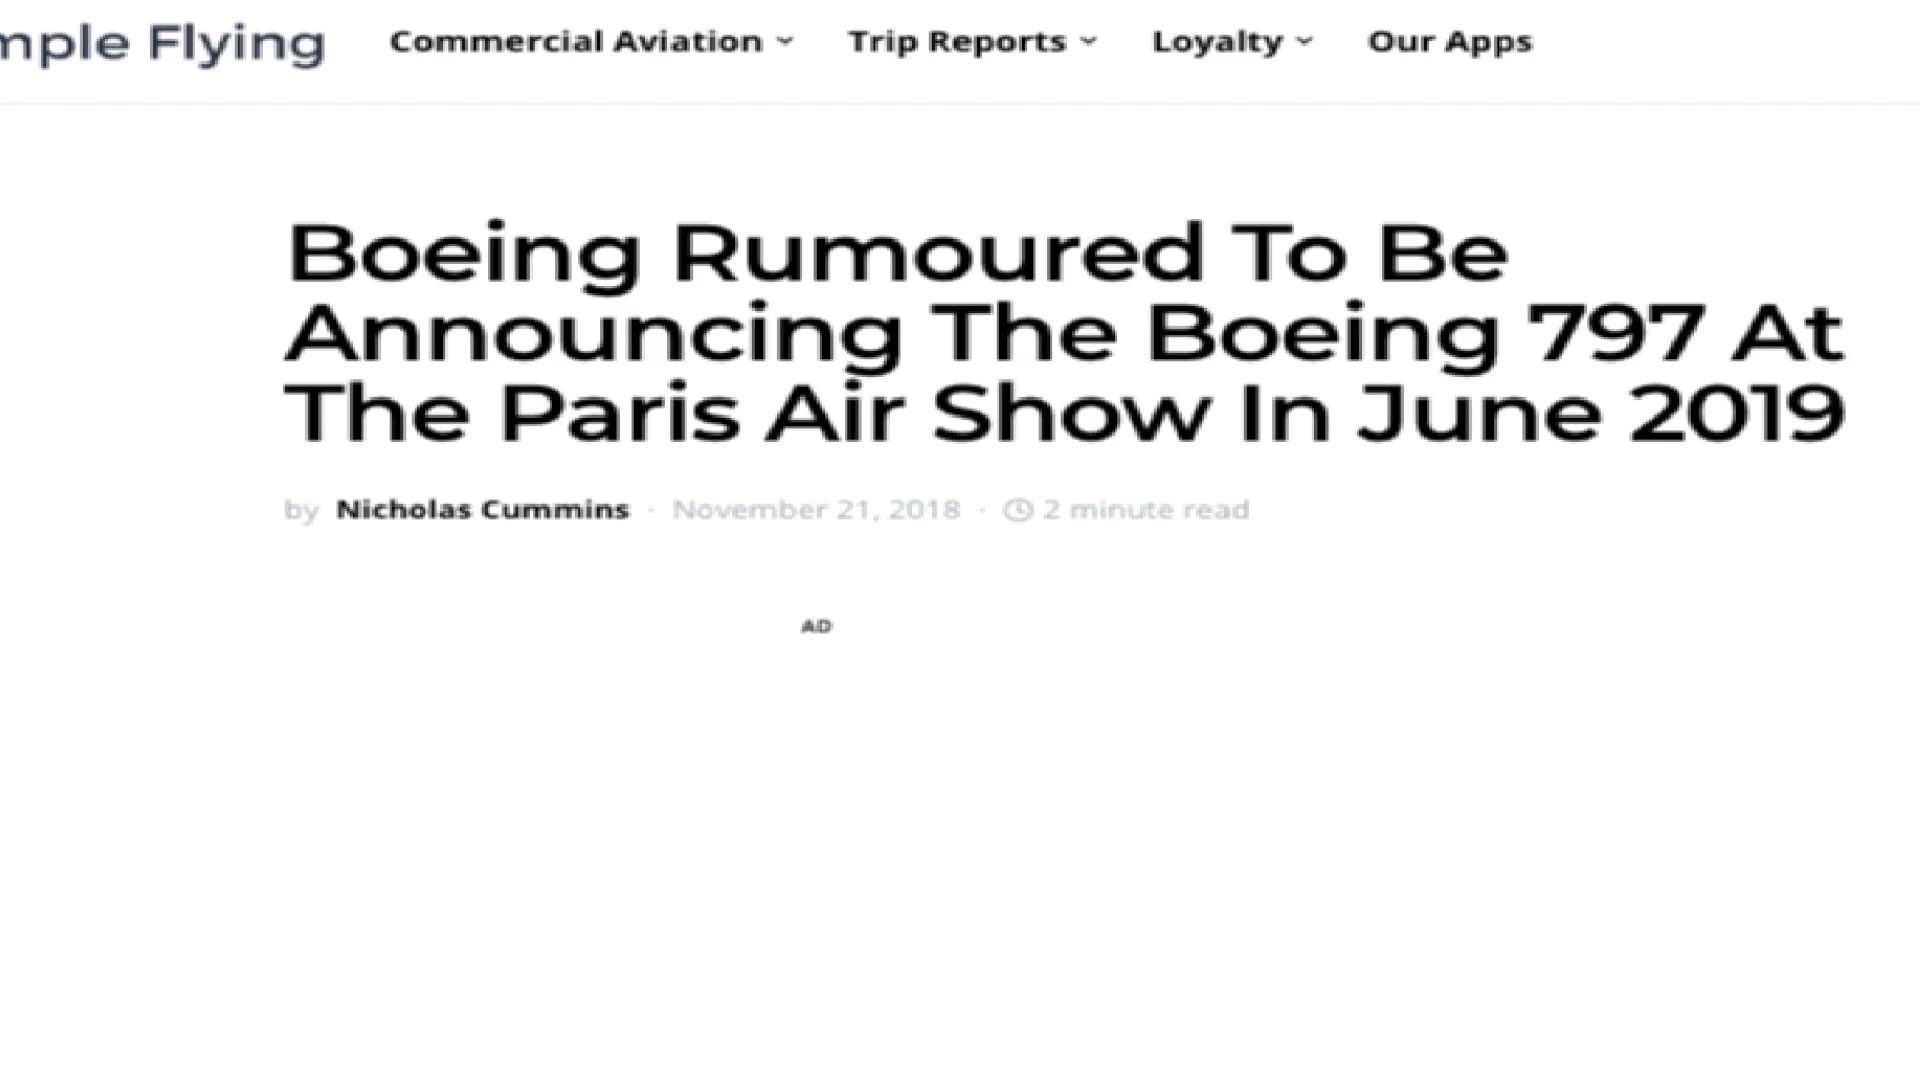 mple Flying Commercial Aviation Trip Reports Loyalty Our Apps
Boeing Rumoured To Be
Announcing The Boeing 797 At
The Paris Air Show In June 2019
by Nicholas Cummins · November 21, 2018 · 2 minute read
AD